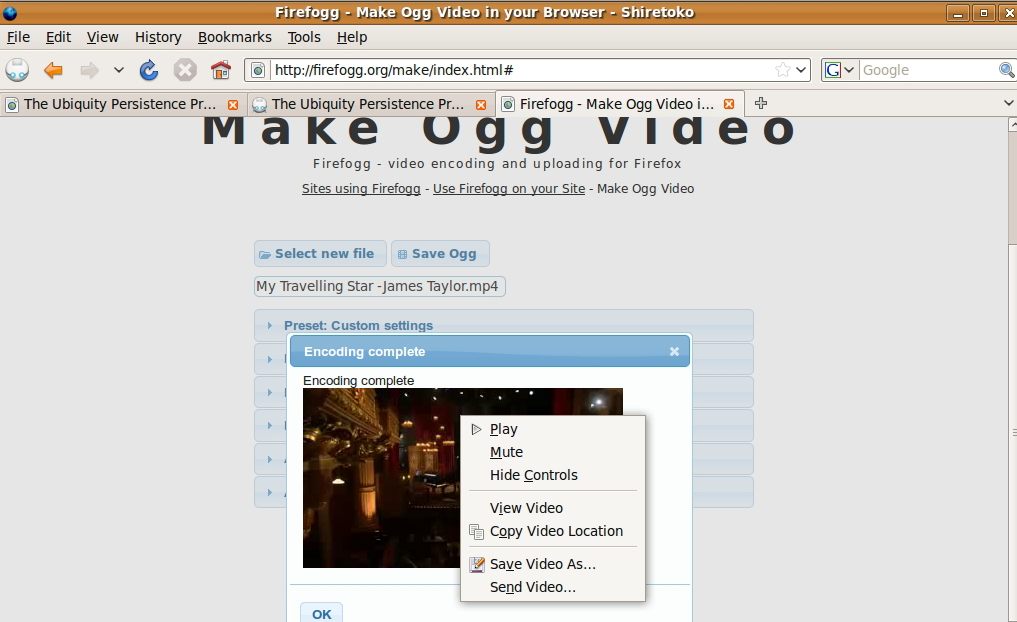 Firefogg - Make Ogg Video in your Browser - Shiretoko
File Edit View History Bookmarks Tools Help
http://firefogg.org/make/index.html# Google
The Ubiquity Persistence Pr... The Ubiquity Persistence Pr... Firefogg - Make Ogg Video i...
Make Ogg Video
Firefogg - video encoding and uploading for Firefox
Sites using Firefogg - Use Firefogg on your Site - Make Ogg Video
Select new file Save Ogg
My Travelling Star -James Taylor.mp4
Preset: Custom settings
Encoding complete
Encoding complete
Play
Mute
Hide Controls
View Video
Copy Video Location
Save Video As...
Send Video...
OK